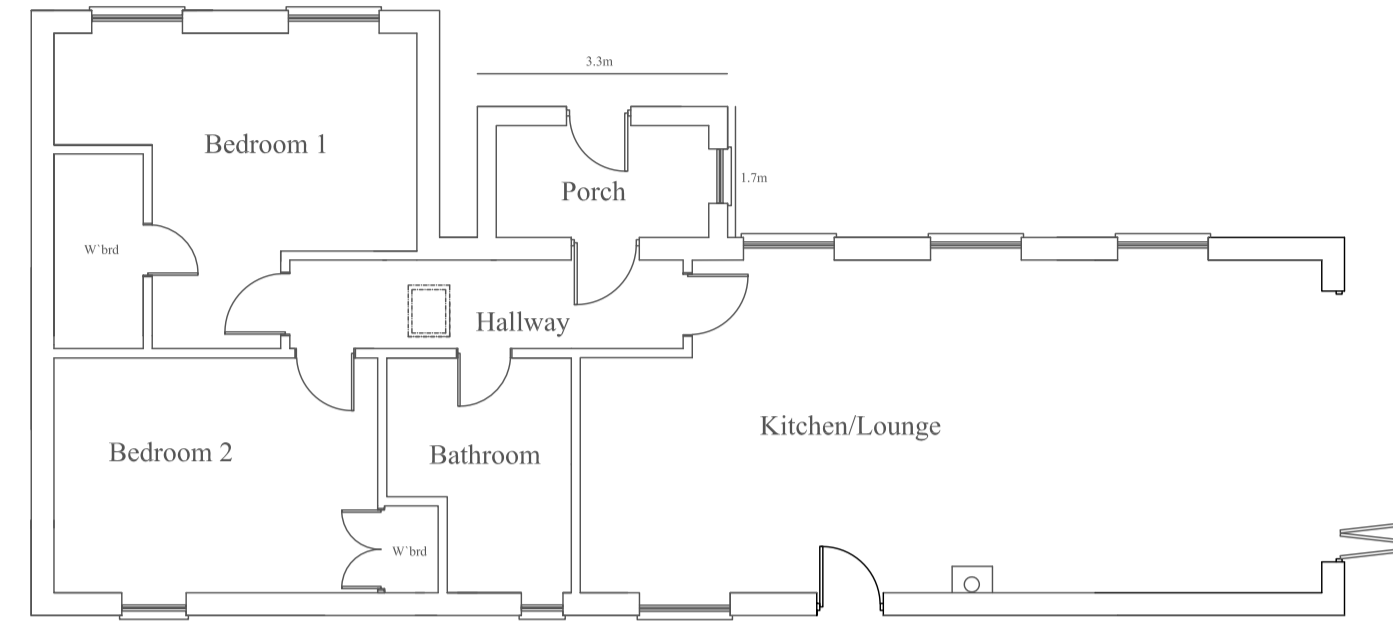 3.3m
Bedroom 1
1.7m
Porch
W`brd
Hallway
Kitchen/Lounge
Bedroom 2
Bathroom
W`brd